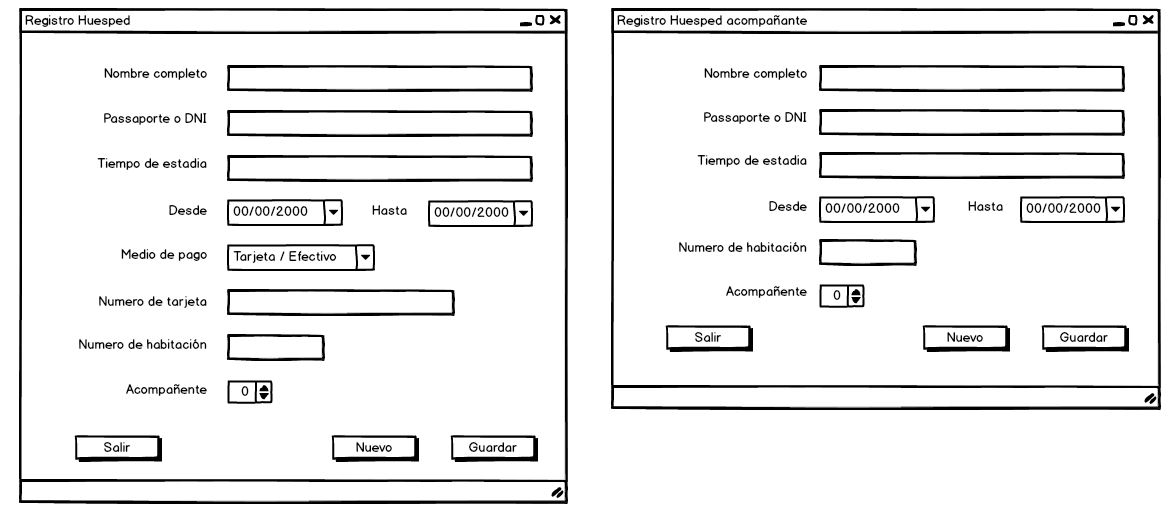 Registro Huesped
Nombre completo
Passaporte o DNI
Tiempo de estadia
Desde 00/00/2000 Hasta 00/00/2000
Medio de pago Tarjeta / Efectivo
Numero de tarjeta
Numero de habitación
Acompañente 0
Salir Nuevo Guardar
Registro Huesped acompañante
Nombre completo
Passaporte o DNI
Tiempo de estadia
Desde 00/00/2000 Hasta 00/00/2000
Numero de habitación
Acompañente 0
Salir Nuevo Guardar